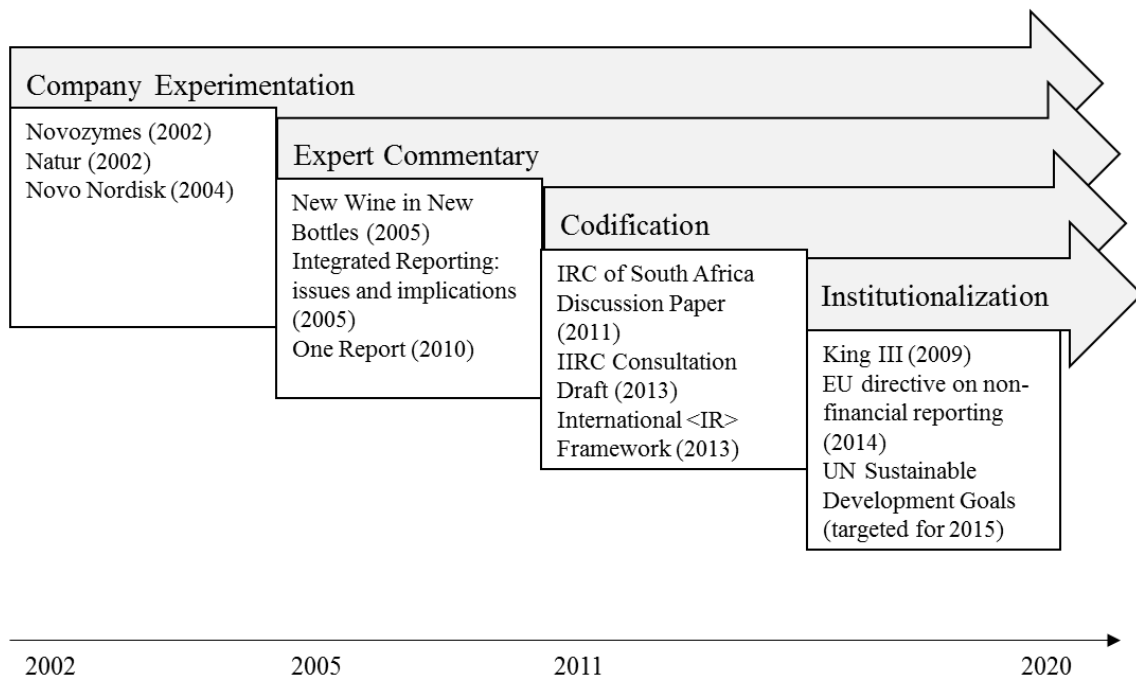 Company Experimentation
Novozymes (2002)
Natur (2002)
Novo Nordisk (2004)
Expert Commentary
New Wine in New
Bottles (2005)
Integrated Reporting:
issues and implications
(2005)
One Report (2010)
Codification
IRC of South Africa
Discussion Paper
(2011)
IIRC Consultation
Draft (2013)
International <IR>
Framework (2013)
Institutionalization
King III (2009)
EU directive on non-
financial reporting
(2014)
UN Sustainable
Development Goals
(targeted for 2015)
2002 2005 2011 2020